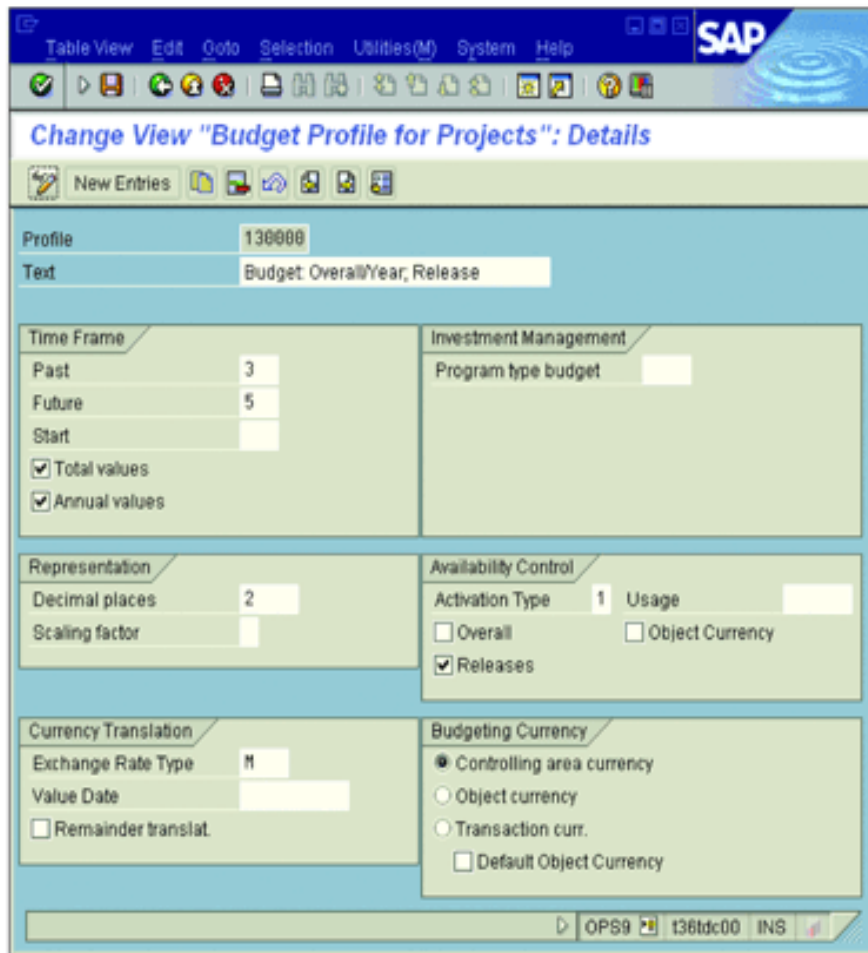 Table View Edit Goto Selection Utilities(M) System Help
SAP
Change View "Budget Profile for Projects": Details
New Entries
Profile 130000
Text Budget: Overall/Year; Release
Time Frame
Past 3
Future 5
Start
Total values
Annual values
Investment Management
Program type budget
Representation
Decimal places 2
Scaling factor
Availability Control
Activation Type 1 Usage
Overall Object Currency
Releases
Currency Translation
Exchange Rate Type M
Value Date
Remainder translat.
Budgeting Currency
Controlling area currency
Object currency
Transaction curr.
Default Object Currency
OPS9 t36tdc00 INS